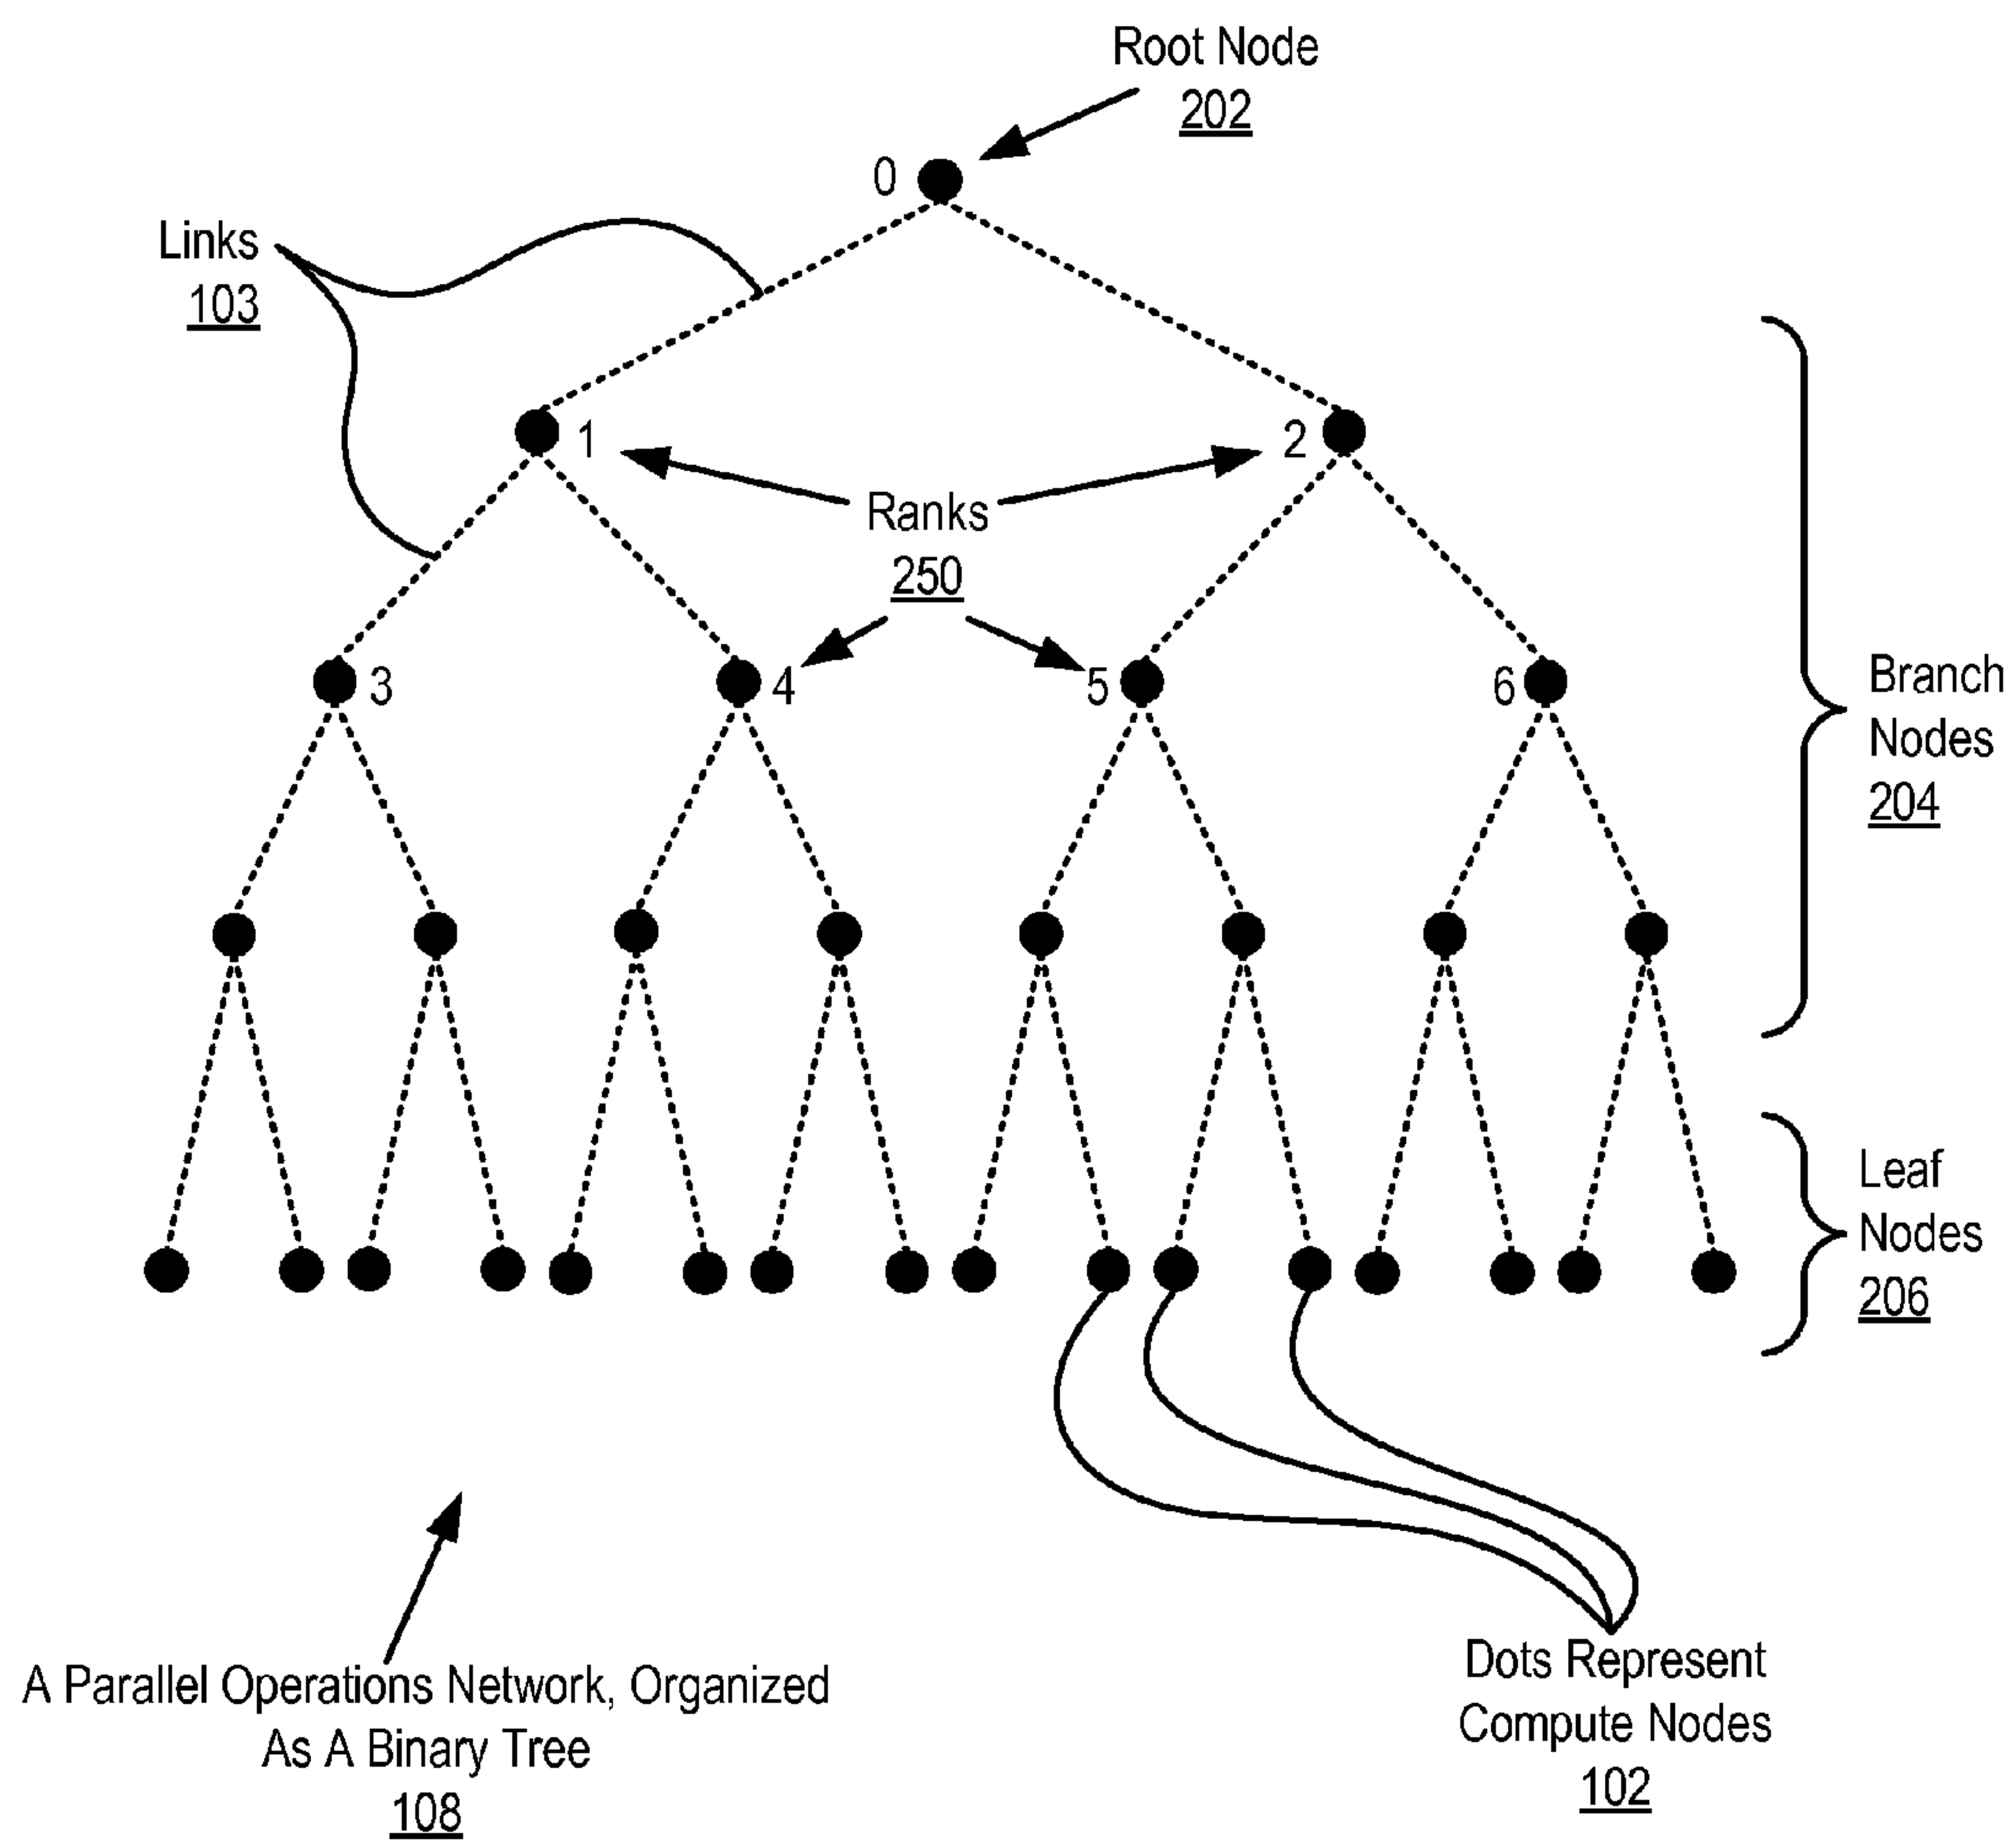 Root Node
202
0
Links
103
1
2
Ranks
250
3
4
5
6
Branch
Nodes
204
Leaf
Nodes
206
A Parallel Operations Network, Organized
As A Binary Tree
108
Dots Represent
Compute Nodes
102